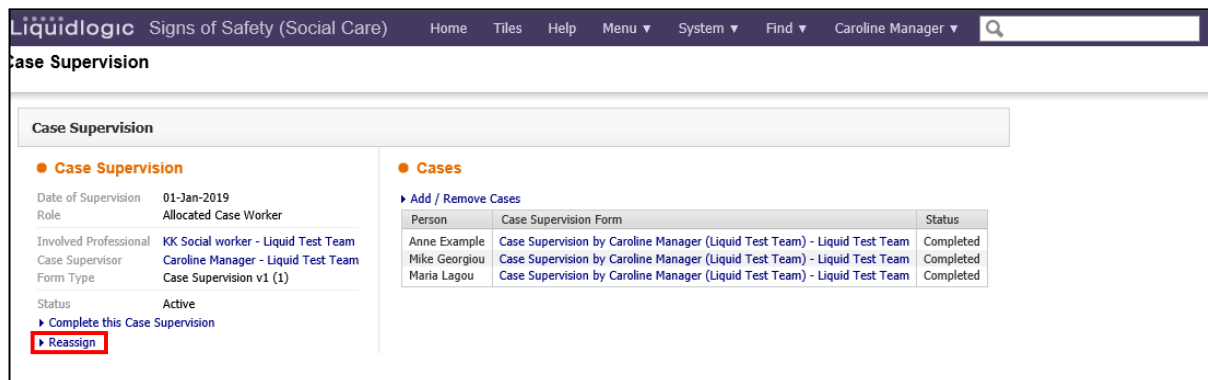 Liquidlogic Signs of Safety (Social Care) Home Tiles Help Menu ▼ System ▼ Find ▼ Caroline Manager ▼
Case Supervision
Case Supervision
Case Supervision
Date of Supervision 01-Jan-2019
Role Allocated Case Worker
Involved Professional KK Social worker - Liquid Test Team
Case Supervisor Caroline Manager - Liquid Test Team
Form Type Case Supervision v1 (1)
Status Active
Complete this Case Supervision
Reassign
Cases
Add / Remove Cases
Person Case Supervision Form Status
Anne Example Case Supervision by Caroline Manager (Liquid Test Team) - Liquid Test Team Completed
Mike Georgiou Case Supervision by Caroline Manager (Liquid Test Team) - Liquid Test Team Completed
Maria Lagou Case Supervision by Caroline Manager (Liquid Test Team) - Liquid Test Team Completed